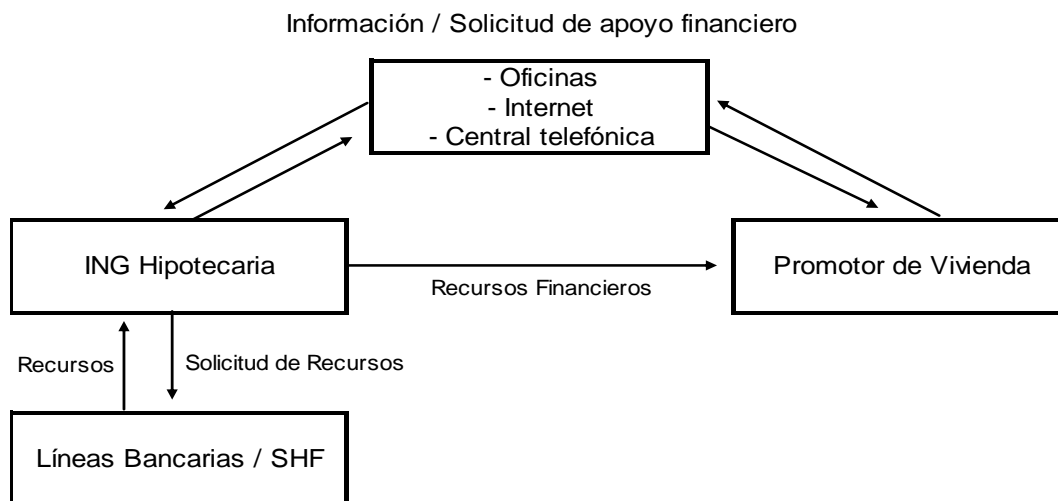 Información / Solicitud de apoyo financiero
- Oficinas
- Internet
- Central telefónica
ING Hipotecaria
Promotor de Vivienda
Recursos Financieros
Recursos
Solicitud de Recursos
Líneas Bancarias / SHF